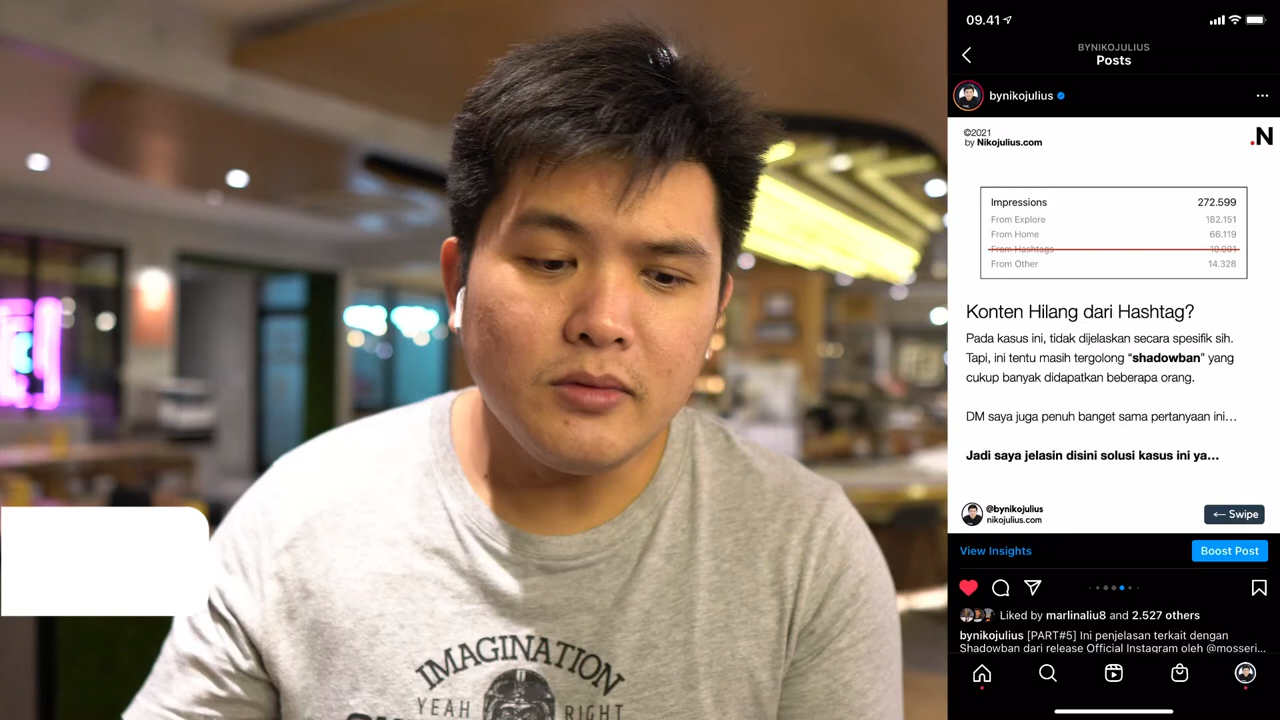 IMAGINATION
YEAH RIGHT
09.41
BYNIKOJULIUS
Posts
bynikojulius
©2021
by Nikojulius.com
.N
Impressions 272.599
From Explore 182.151
From Home 66.119
From Hashtags 10.001
From Other 14.328
Konten Hilang dari Hashtag?
Pada kasus ini, tidak dijelaskan secara spesifik sih.
Tapi, ini tentu masih tergolong “shadowban” yang
cukup banyak didapatkan beberapa orang.
DM saya juga penuh banget sama pertanyaan ini...
Jadi saya jelasin disini solusi kasus ini ya...
@bynikojulius
nikojulius.com
← Swipe
View Insights
Boost Post
Liked by marlinaliu8 and 2.527 others
bynikojulius [PART#5] Ini penjelasan terkait dengan
Shadowban dari release Official Instagram oleh @mosseri...